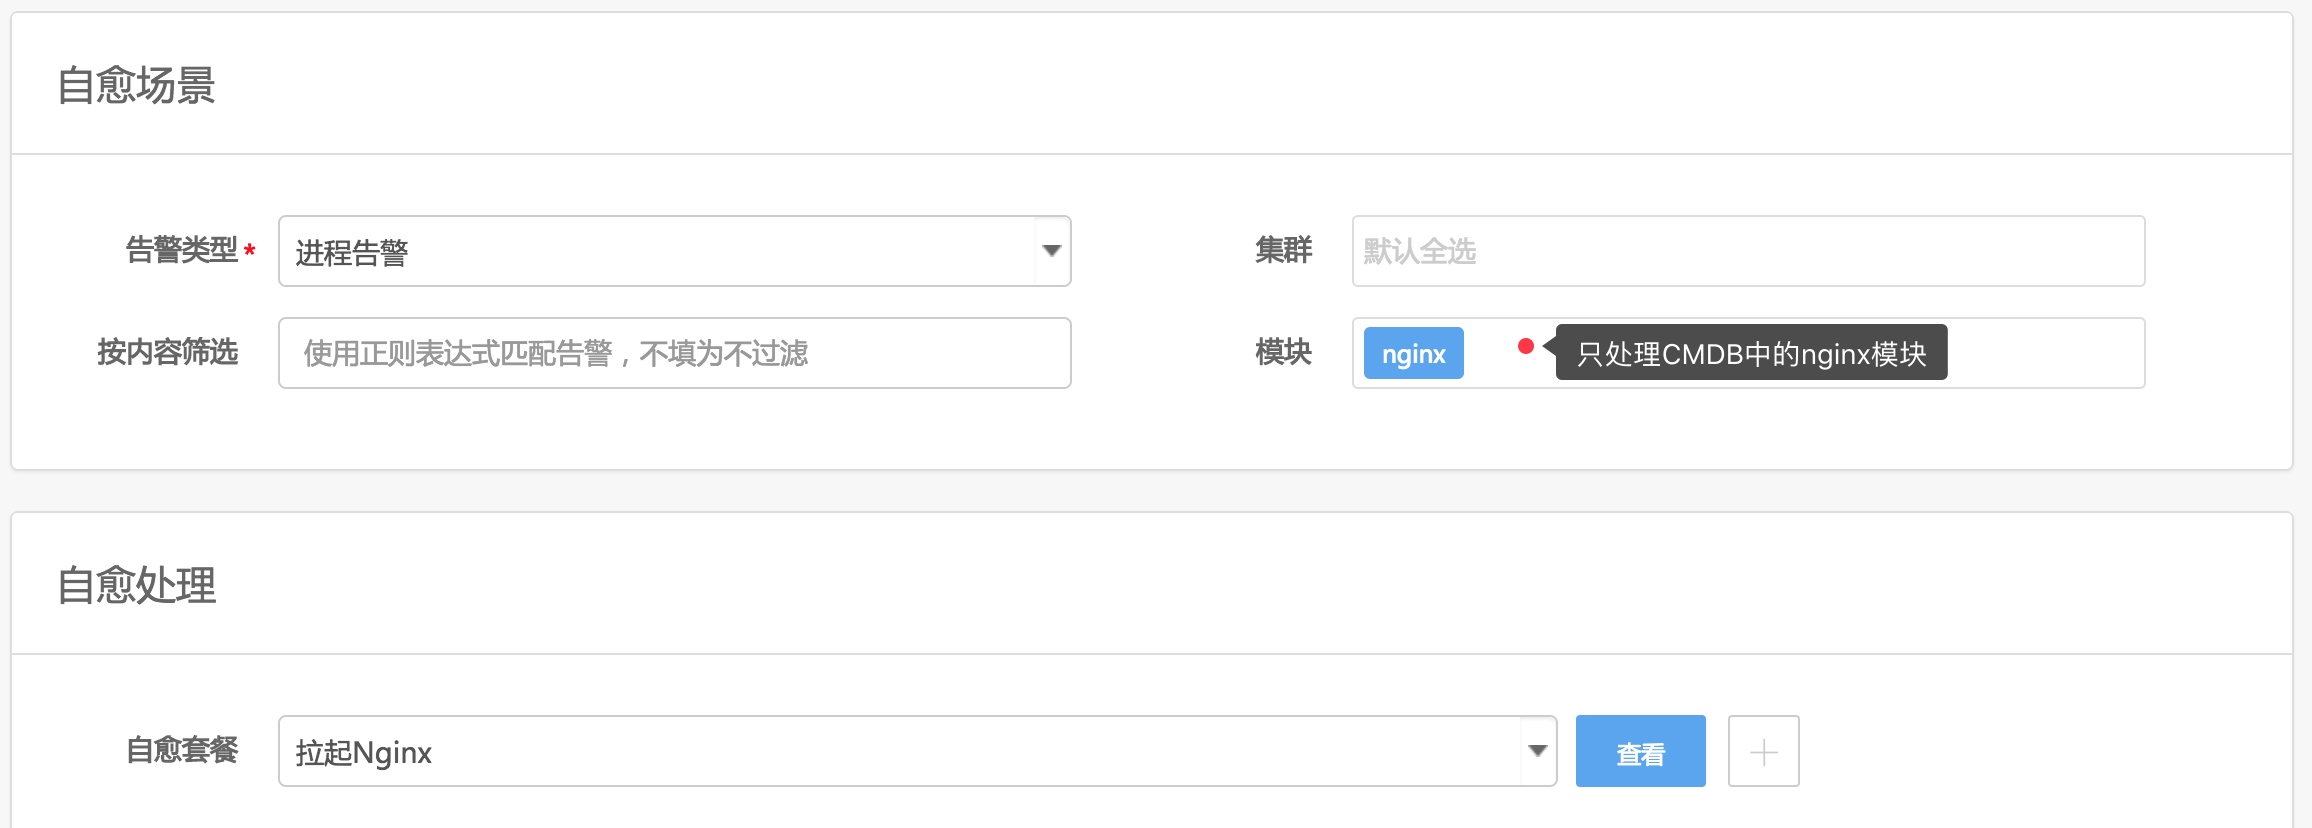 自愈场景
告警类型* 进程告警 集群 默认全选
按内容筛选 使用正则表达式匹配告警，不填为不过滤 模块 nginx 只处理CMDB中的nginx模块
自愈处理
自愈套餐 拉起Nginx 查看